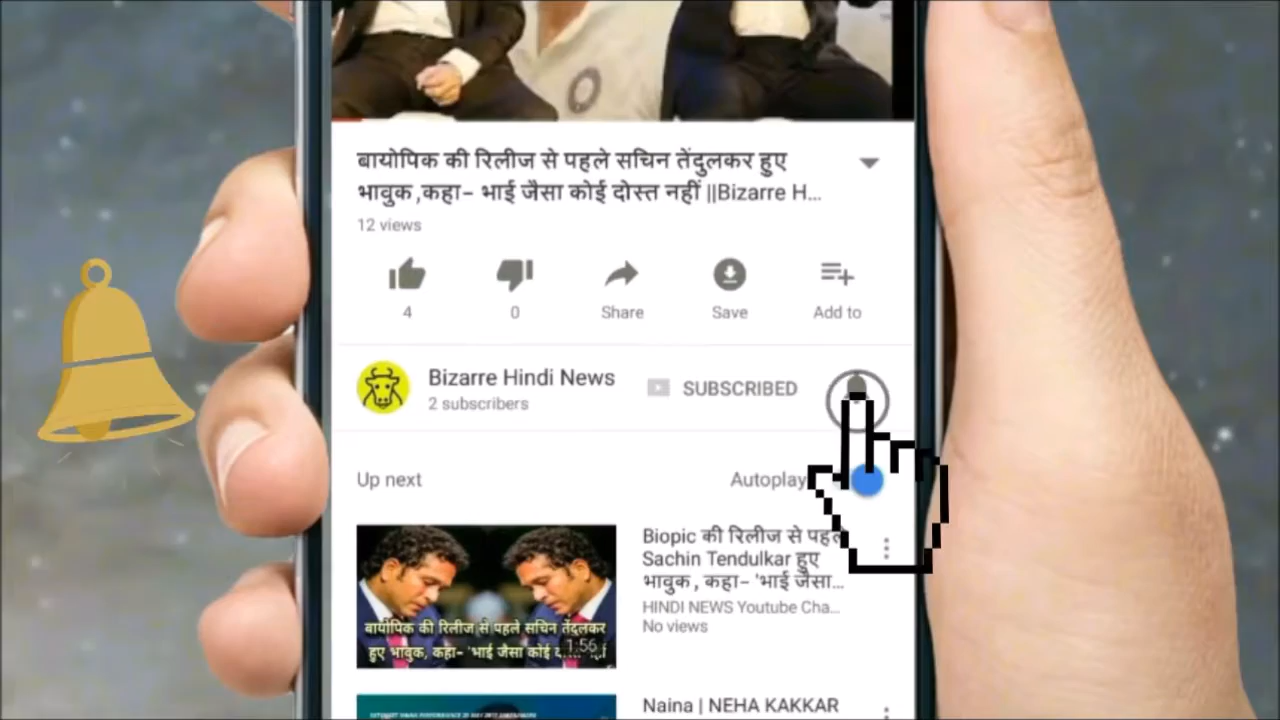 बायोपिक की रिलीज से पहले सचिन तेंदुलकर हुए
भावुक,कहा– भाई जैसा कोई दोस्त नहीं ||Bizarre H...
12 views
4
0
Share
Save
Add to
Bizarre Hindi News
2 subscribers
SUBSCRIBED
Up next
Autoplay
Biopic की रिलीज से पहले
Sachin Tendulkar हुए
भावुक, कहा– 'भाई जैसा...
HINDI NEWS Youtube Cha...
No views
बायोपिक की रिलीज से पहले सचिन तेंदुलकर
हुए भावुक, कहा– 'भाई जैसा कोई
1:56
Naina | NEHA KAKKAR